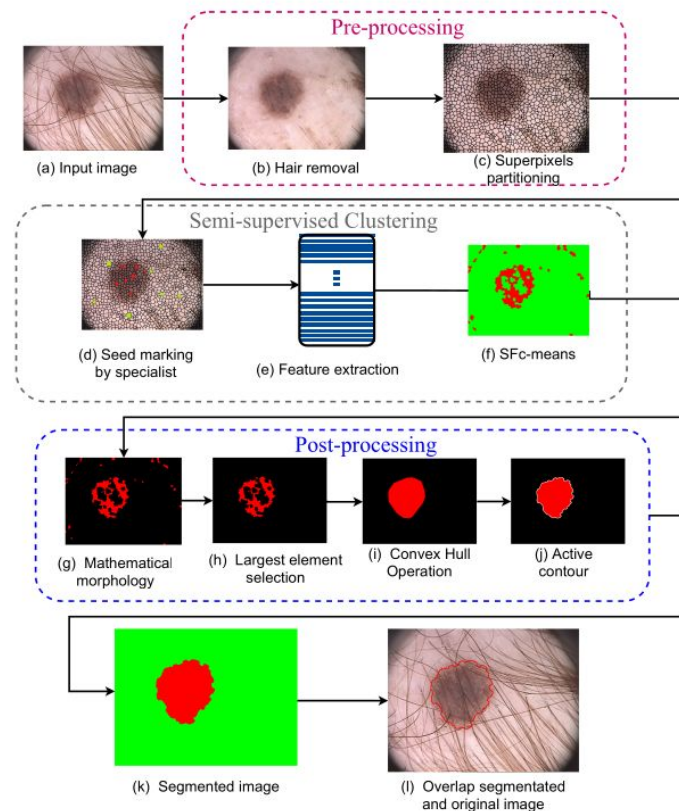 Pre-processing
(a) Input image
(b) Hair removal
(c) Superpixels
partitioning
Semi-supervised Clustering
(d) Seed marking
by specialist
(e) Feature extraction
(f) SFc-means
Post-processing
(g) Mathematical
morphology
(h) Largest element
selection
(i) Convex Hull
Operation
(j) Active
contour
(k) Segmented image
(l) Overlap segmentated
and original image